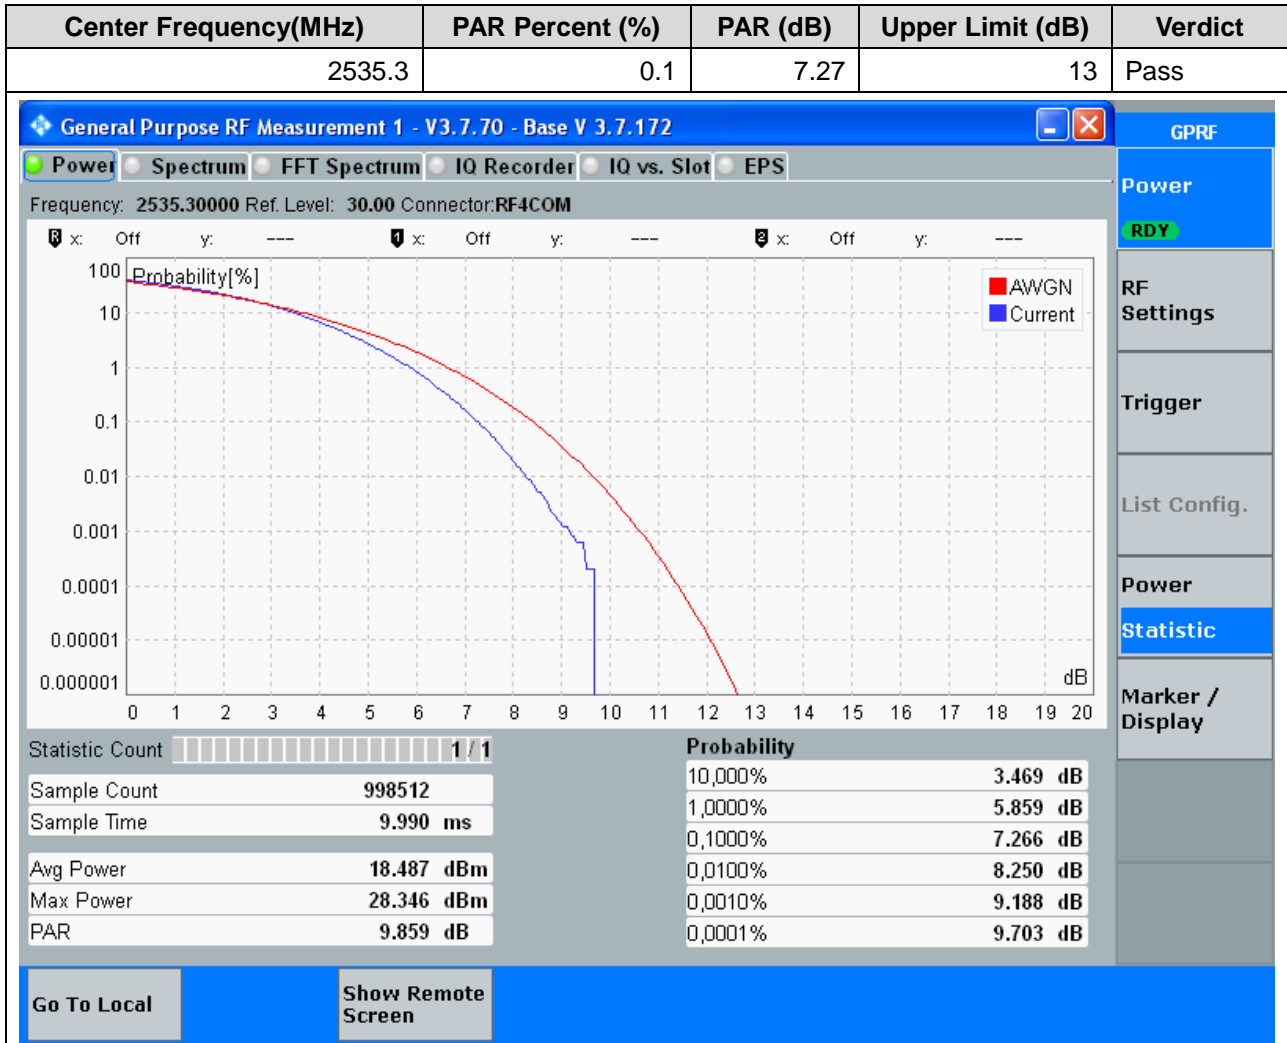 Center Frequency(MHz) PAR Percent (%) PAR (dB) Upper Limit (dB) Verdict
2535.3 0.1 7.27 13 Pass
General Purpose RF Measurement 1 - V3.7.70 - Base V 3.7.172
GPRF
Power Spectrum FFT Spectrum IQ Recorder IQ vs. Slot EPS
Frequency: 2535.30000 Ref. Level: 30.00 Connector:RF4COM
R x: Off y: --- 1 x: Off y: --- 2 x: Off y: ---
Probability[%]
AWGN
Current
100
10
1
0.1
0.01
0.001
0.0001
0.00001
0.000001
dB
0 1 2 3 4 5 6 7 8 9 10 11 12 13 14 15 16 17 18 19 20
Statistic Count 1 / 1
Sample Count 998512
Sample Time 9.990 ms
Avg Power 18.487 dBm
Max Power 28.346 dBm
PAR 9.859 dB
Probability
10,000% 3.469 dB
1,0000% 5.859 dB
0,1000% 7.266 dB
0,0100% 8.250 dB
0,0010% 9.188 dB
0,0001% 9.703 dB
Power
RDY
RF
Settings
Trigger
List Config.
Power
Statistic
Marker /
Display
Go To Local
Show Remote
Screen